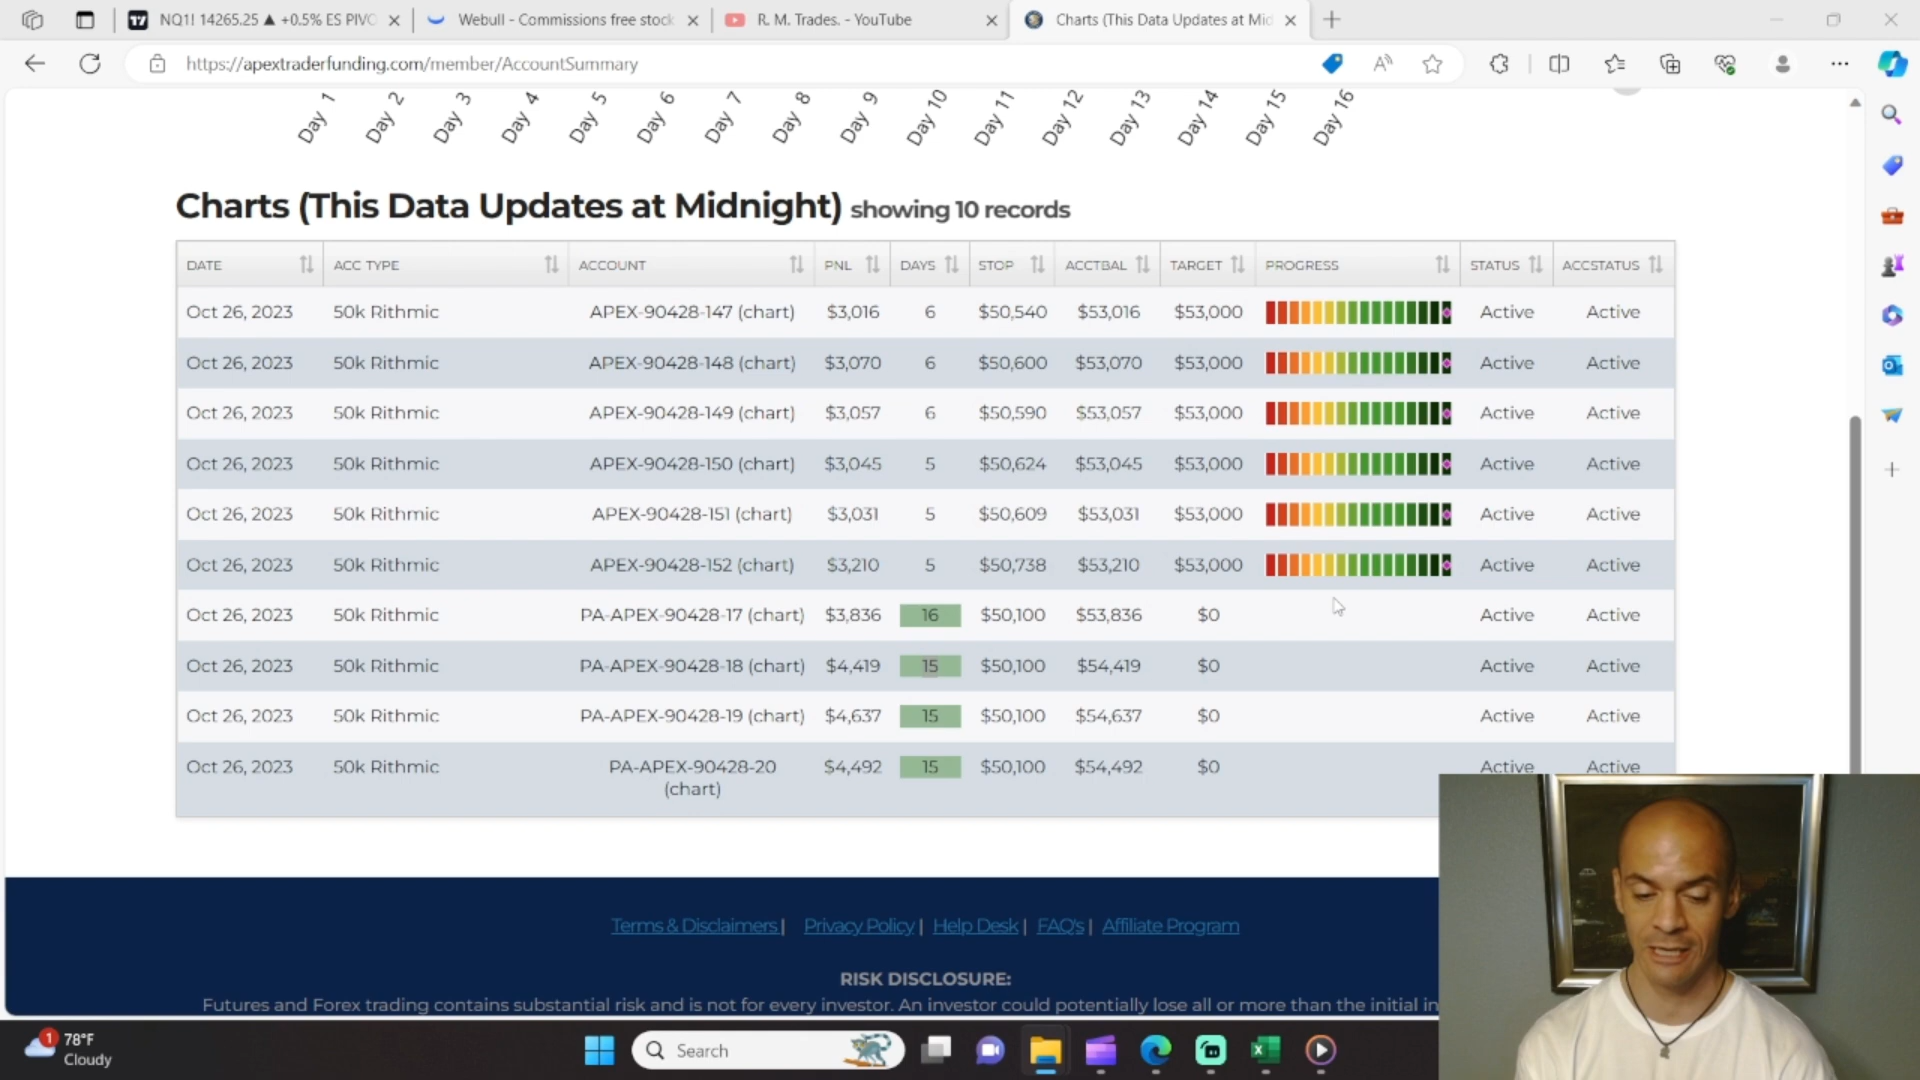 NQ1! 14265.25 ▲ +0.5% ES PIVO
Webull - Commissions free stock
R. M. Trades. - YouTube
Charts (This Data Updates at Mid
https://apextraderfunding.com/member/AccountSummary
Day 1 Day 2 Day 3 Day 4 Day 5 Day 6 Day 7 Day 8 Day 9 Day 10 Day 11 Day 12 Day 13 Day 14 Day 15 Day 16
Charts (This Data Updates at Midnight) showing 10 records
DATE ACC TYPE ACCOUNT PNL DAYS STOP ACCTBAL TARGET PROGRESS STATUS ACCSTATUS
Oct 26, 2023 50k Rithmic APEX-90428-147 (chart) $3,016 6 $50,540 $53,016 $53,000 Active Active
Oct 26, 2023 50k Rithmic APEX-90428-148 (chart) $3,070 6 $50,600 $53,070 $53,000 Active Active
Oct 26, 2023 50k Rithmic APEX-90428-149 (chart) $3,057 6 $50,590 $53,057 $53,000 Active Active
Oct 26, 2023 50k Rithmic APEX-90428-150 (chart) $3,045 5 $50,624 $53,045 $53,000 Active Active
Oct 26, 2023 50k Rithmic APEX-90428-151 (chart) $3,031 5 $50,609 $53,031 $53,000 Active Active
Oct 26, 2023 50k Rithmic APEX-90428-152 (chart) $3,210 5 $50,738 $53,210 $53,000 Active Active
Oct 26, 2023 50k Rithmic PA-APEX-90428-17 (chart) $3,836 16 $50,100 $53,836 $0 Active Active
Oct 26, 2023 50k Rithmic PA-APEX-90428-18 (chart) $4,419 15 $50,100 $54,419 $0 Active Active
Oct 26, 2023 50k Rithmic PA-APEX-90428-19 (chart) $4,637 15 $50,100 $54,637 $0 Active Active
Oct 26, 2023 50k Rithmic PA-APEX-90428-20 $4,492 15 $50,100 $54,492 $0 Active Active
(chart)
Terms & Disclaimers | Privacy Policy | Help Desk | FAQ's | Affiliate Program
RISK DISCLOSURE:
Futures and Forex trading contains substantial risk and is not for every investor. An investor could potentially lose all or more than the initial in
1 78°F
Cloudy
Search